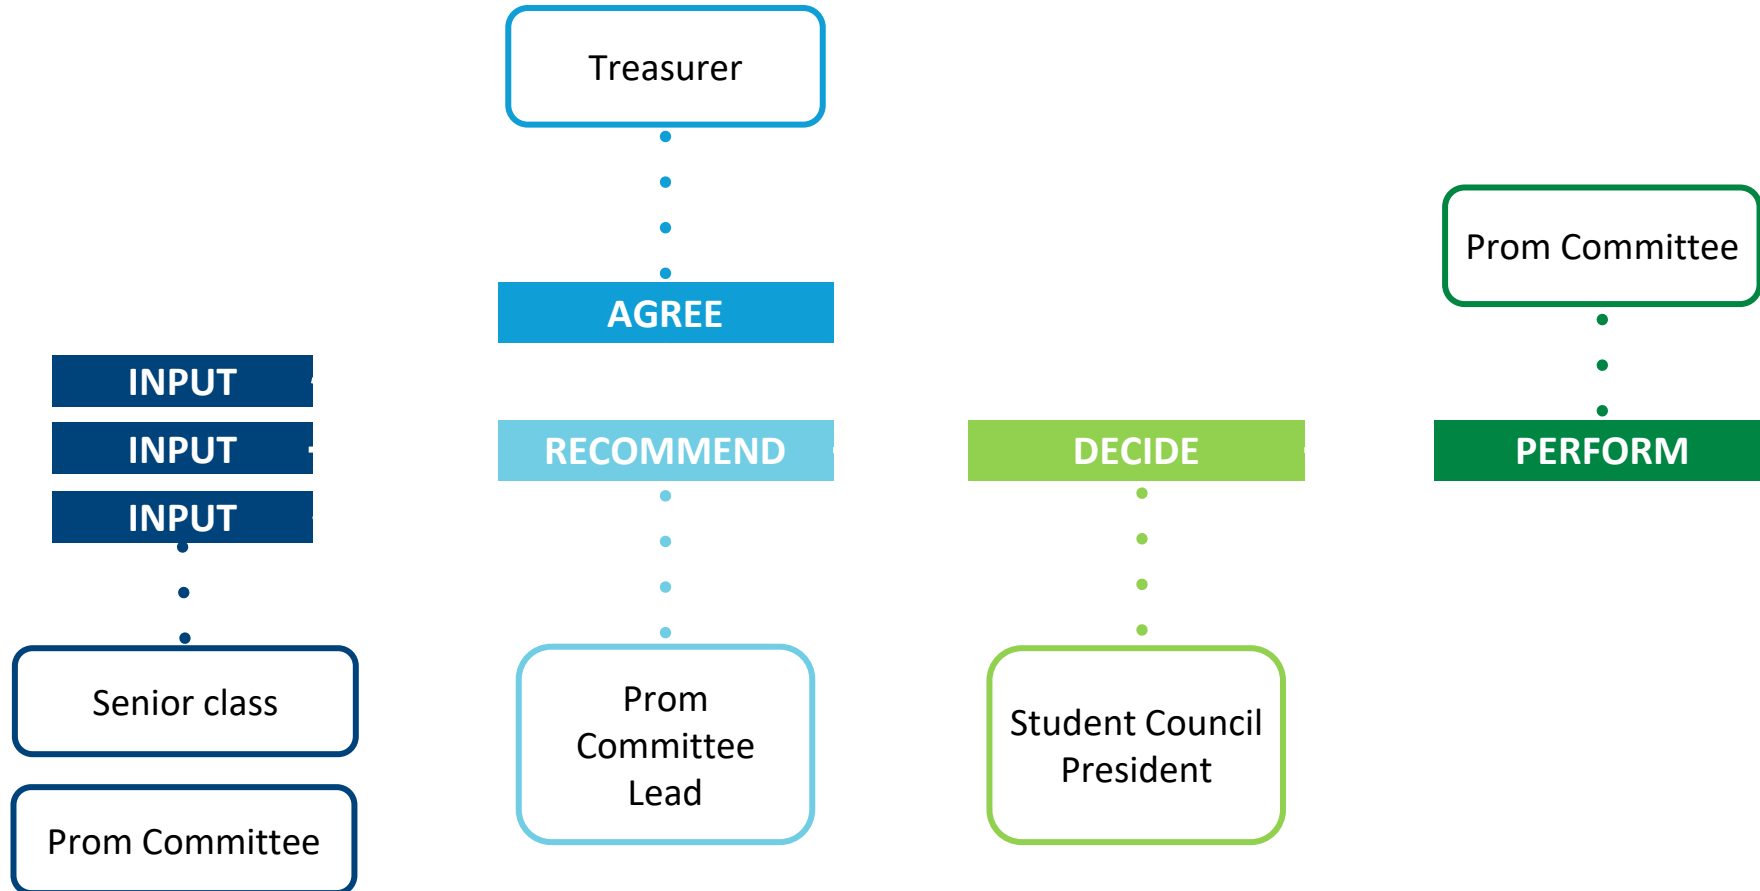 Treasurer
AGREE
Prom Committee
INPUT
INPUT
INPUT
RECOMMEND
DECIDE
PERFORM
Senior class
Prom Committee
Prom
Committee
Lead
Student Council
President